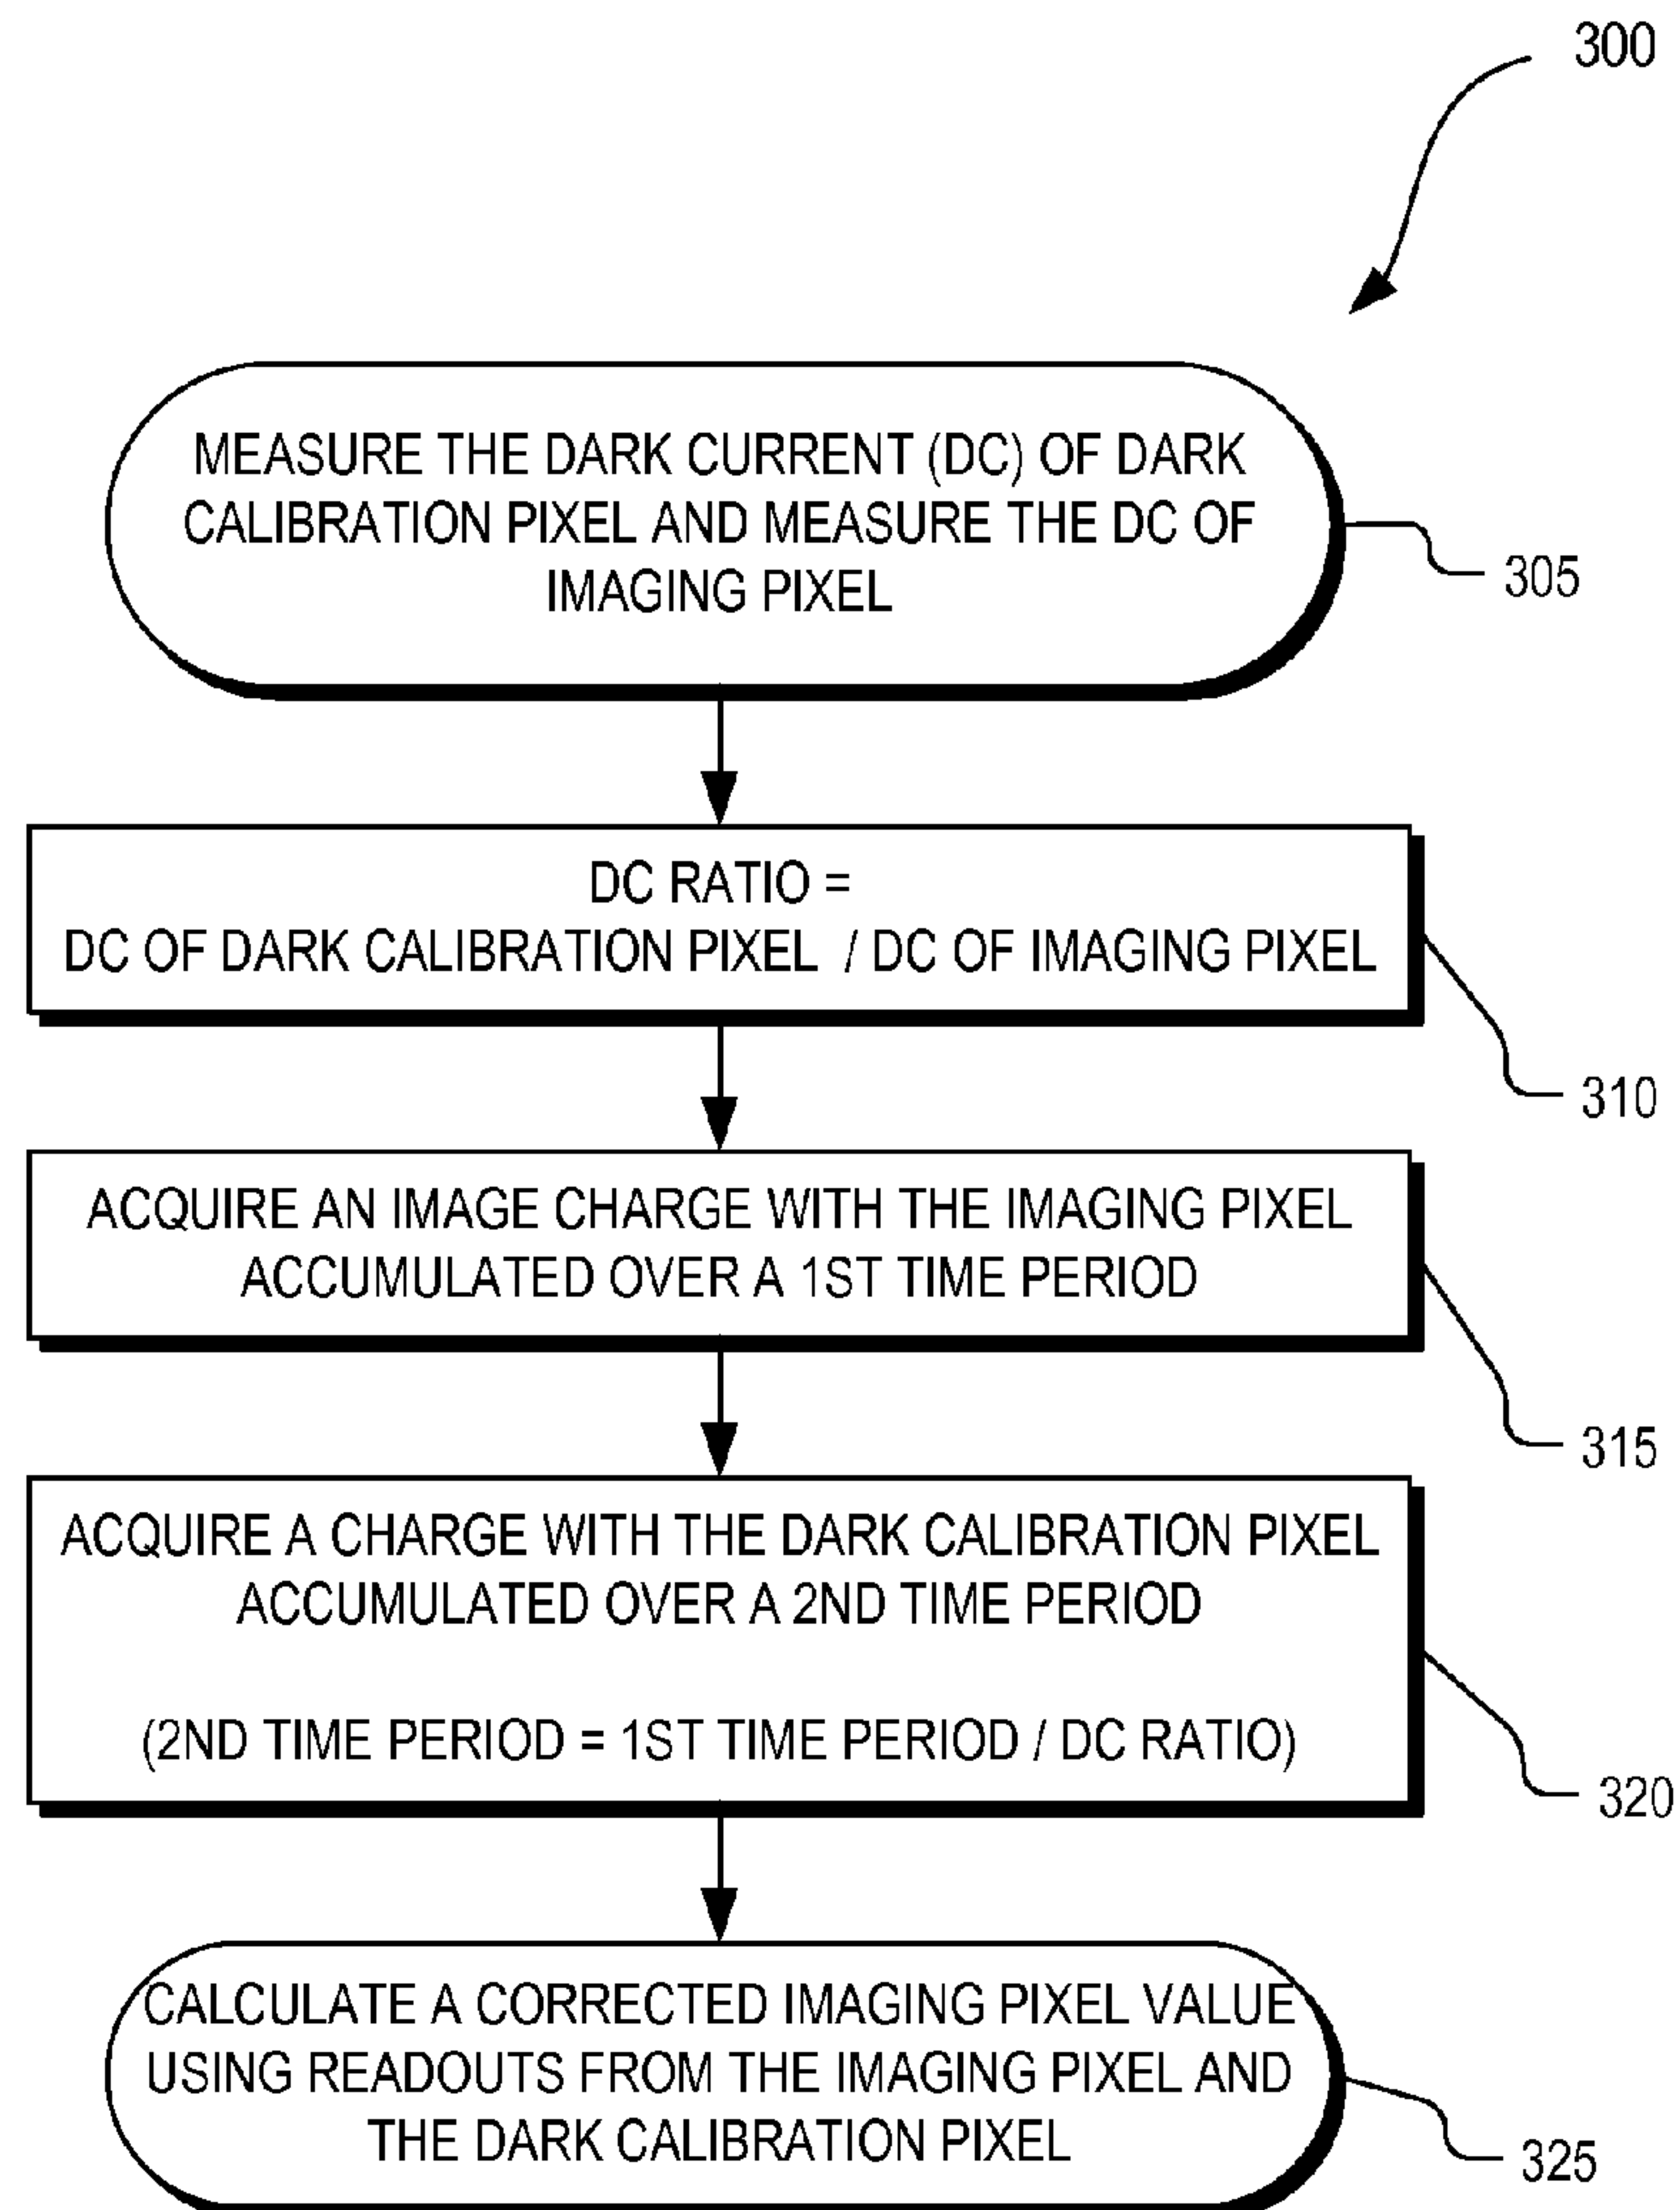 300
MEASURE THE DARK CURRENT (DC) OF DARK
CALIBRATION PIXEL AND MEASURE THE DC OF
IMAGING PIXEL
305
DC RATIO =
DC OF DARK CALIBRATION PIXEL / DC OF IMAGING PIXEL
310
ACQUIRE AN IMAGE CHARGE WITH THE IMAGING PIXEL
ACCUMULATED OVER A 1ST TIME PERIOD
315
ACQUIRE A CHARGE WITH THE DARK CALIBRATION PIXEL
ACCUMULATED OVER A 2ND TIME PERIOD
(2ND TIME PERIOD = 1ST TIME PERIOD / DC RATIO)
320
CALCULATE A CORRECTED IMAGING PIXEL VALUE
USING READOUTS FROM THE IMAGING PIXEL AND
THE DARK CALIBRATION PIXEL
325